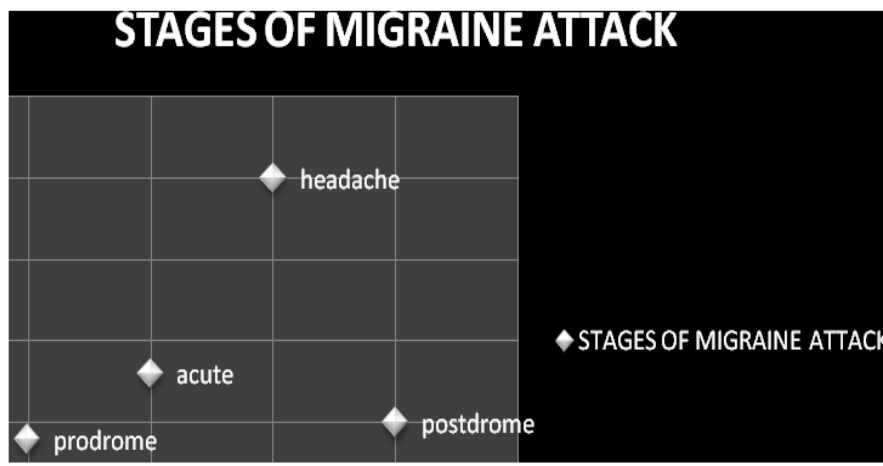 STAGES OF MIGRAINE ATTACK
headache
STAGES OF MIGRAINE ATTACK
acute
postdrome
prodrome